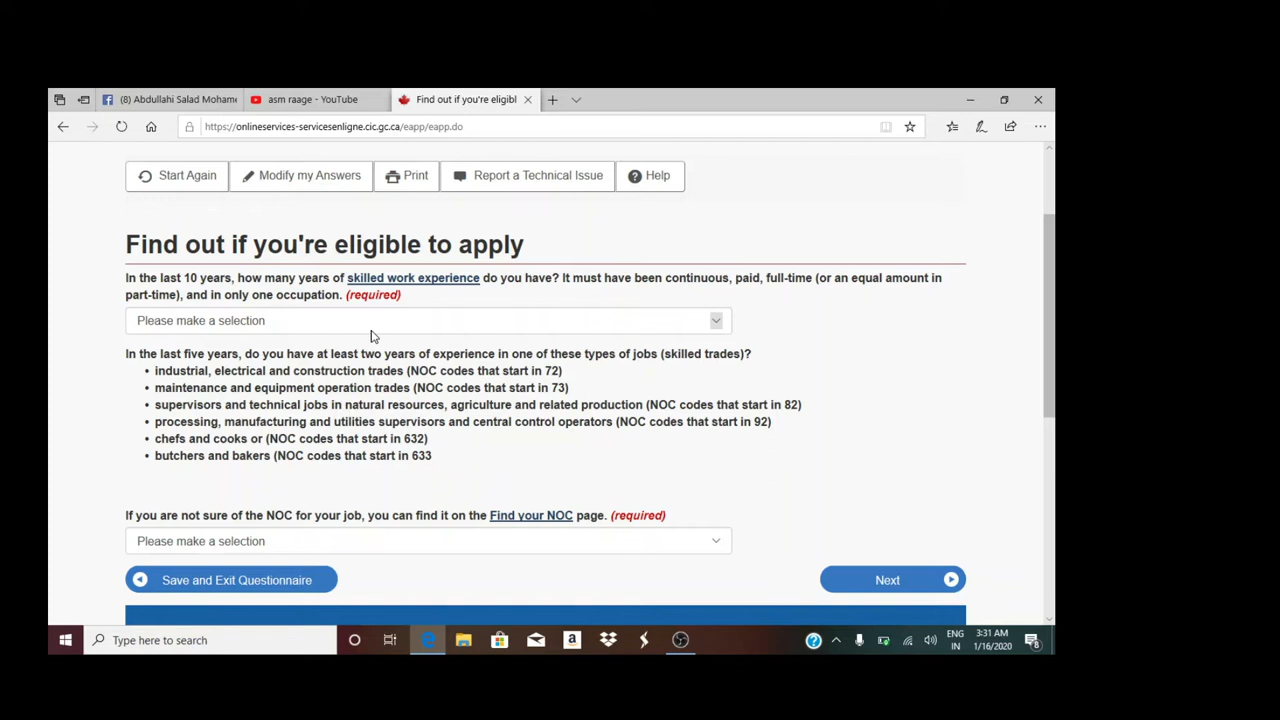 (8) Abdullahi Salad Mohame
asm raage - YouTube
Find out if you're eligibl
https://onlineservices-servicesenligne.cic.gc.ca/eapp/eapp.do
Start Again
Modify my Answers
Print
Report a Technical Issue
Help
Find out if you're eligible to apply
In the last 10 years, how many years of skilled work experience do you have? It must have been continuous, paid, full-time (or an equal amount in
part-time), and in only one occupation. (required)
Please make a selection
In the last five years, do you have at least two years of experience in one of these types of jobs (skilled trades)?
• industrial, electrical and construction trades (NOC codes that start in 72)
• maintenance and equipment operation trades (NOC codes that start in 73)
• supervisors and technical jobs in natural resources, agriculture and related production (NOC codes that start in 82)
• processing, manufacturing and utilities supervisors and central control operators (NOC codes that start in 92)
• chefs and cooks or (NOC codes that start in 632)
• butchers and bakers (NOC codes that start in 633
If you are not sure of the NOC for your job, you can find it on the Find your NOC page. (required)
Please make a selection
Save and Exit Questionnaire
Next
Type here to search
ENG
IN
3:31 AM
1/16/2020
8